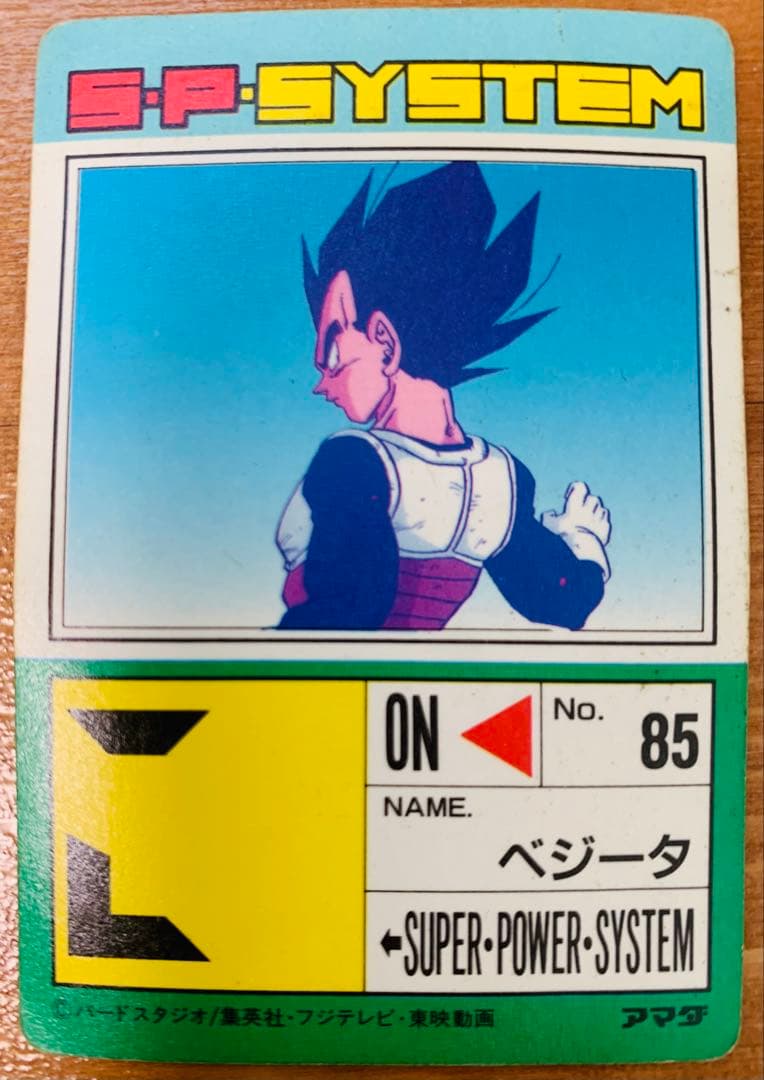 S·P·SYSTEM
ON
No.
85
NAME.
ベジータ
←SUPER·POWER·SYSTEM
©バードスタジオ/集英社・フジテレビ・東映動画
アマダ